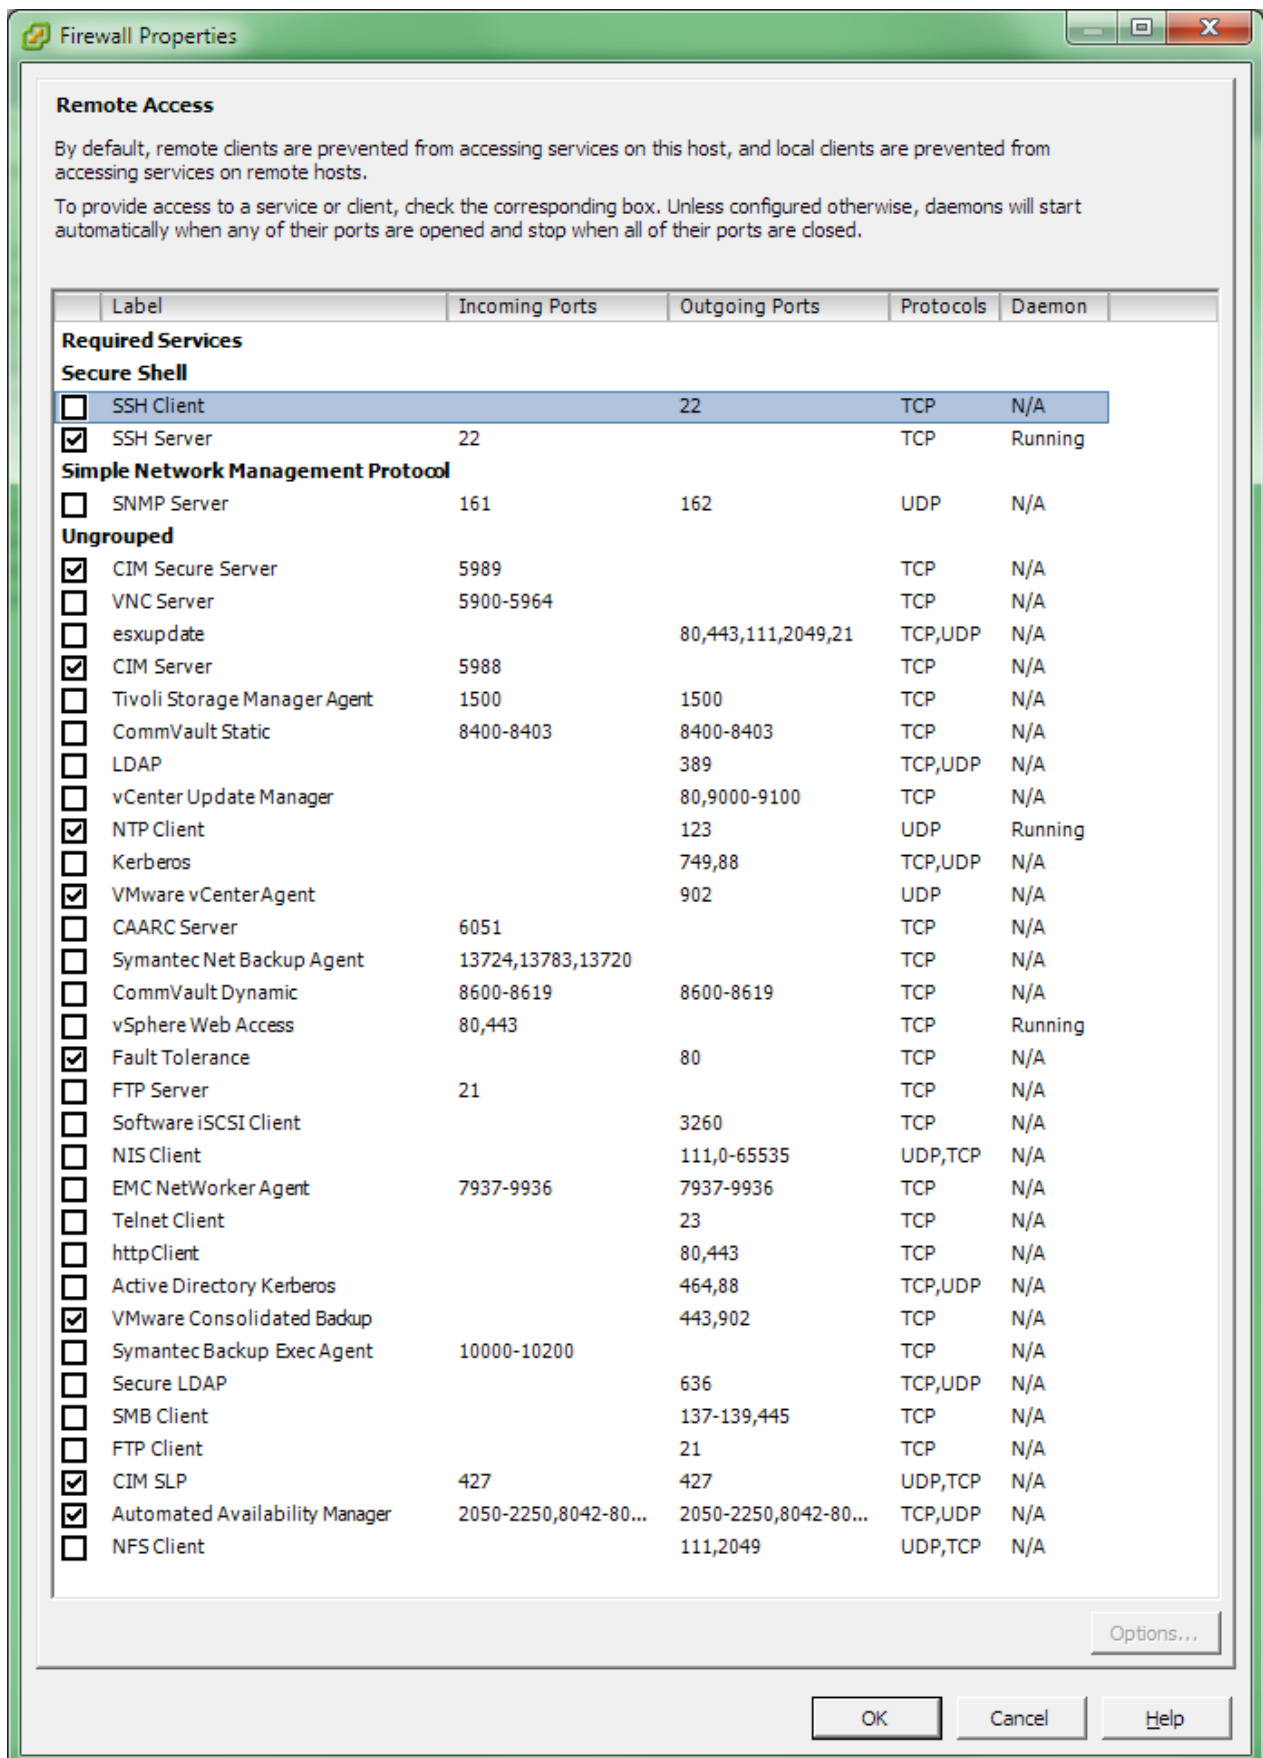 Firewall Properties
Remote Access
By default, remote clients are prevented from accessing services on this host, and local clients are prevented from
accessing services on remote hosts.
To provide access to a service or client, check the corresponding box. Unless configured otherwise, daemons will start
automatically when any of their ports are opened and stop when all of their ports are closed.
Label Incoming Ports Outgoing Ports Protocols Daemon
Required Services
Secure Shell
SSH Client 22 TCP N/A
SSH Server 22 TCP Running
Simple Network Management Protocol
SNMP Server 161 162 UDP N/A
Ungrouped
CIM Secure Server 5989 TCP N/A
VNC Server 5900-5964 TCP N/A
esxupdate 80,443,111,2049,21 TCP,UDP N/A
CIM Server 5988 TCP N/A
Tivoli Storage Manager Agent 1500 1500 TCP N/A
CommVault Static 8400-8403 8400-8403 TCP N/A
LDAP 389 TCP,UDP N/A
vCenter Update Manager 80,9000-9100 TCP N/A
NTP Client 123 UDP Running
Kerberos 749,88 TCP,UDP N/A
VMware vCenter Agent 902 UDP N/A
CAARC Server 6051 TCP N/A
Symantec Net Backup Agent 13724,13783,13720 TCP N/A
CommVault Dynamic 8600-8619 8600-8619 TCP N/A
vSphere Web Access 80,443 TCP Running
Fault Tolerance 80 TCP N/A
FTP Server 21 TCP N/A
Software iSCSI Client 3260 TCP N/A
NIS Client 111,0-65535 UDP,TCP N/A
EMC NetWorker Agent 7937-9936 7937-9936 TCP N/A
Telnet Client 23 TCP N/A
httpClient 80,443 TCP N/A
Active Directory Kerberos 464,88 TCP,UDP N/A
VMware Consolidated Backup 443,902 TCP N/A
Symantec Backup Exec Agent 10000-10200 TCP N/A
Secure LDAP 636 TCP,UDP N/A
SMB Client 137-139,445 TCP N/A
FTP Client 21 TCP N/A
CIM SLP 427 427 UDP,TCP N/A
Automated Availability Manager 2050-2250,8042-80... 2050-2250,8042-80... TCP,UDP N/A
NFS Client 111,2049 UDP,TCP N/A
Options...
OK Cancel Help